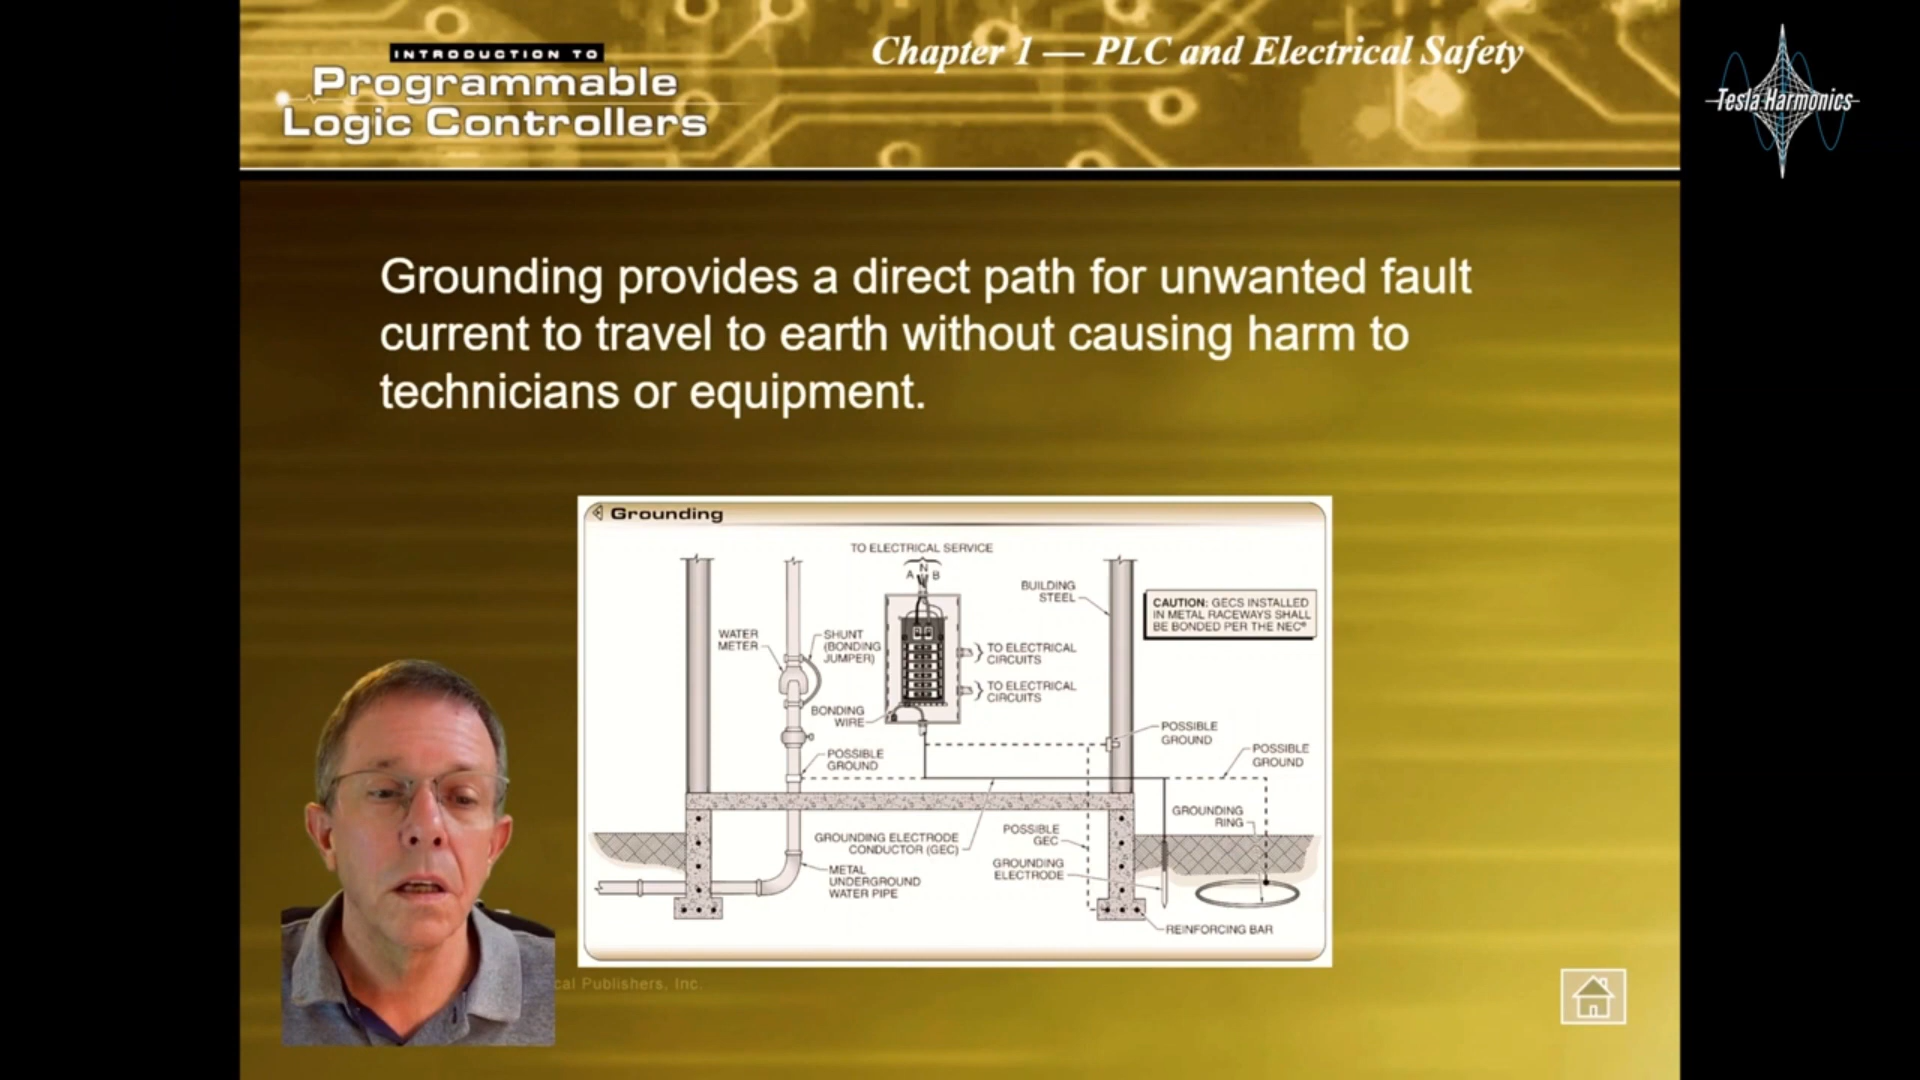 INTRODUCTION TO
Programmable
Logic Controllers
Chapter 1 — PLC and Electrical Safety
Tesla Harmonics
Grounding provides a direct path for unwanted fault
current to travel to earth without causing harm to
technicians or equipment.
Grounding
TO ELECTRICAL SERVICE
N
A B
BUILDING
STEEL
CAUTION: GECS INSTALLED
IN METAL RACEWAYS SHALL
BE BONDED PER THE NEC®
WATER
METER
SHUNT
(BONDING
JUMPER)
TO ELECTRICAL
CIRCUITS
TO ELECTRICAL
CIRCUITS
BONDING
WIRE
POSSIBLE
GROUND
POSSIBLE
GROUND
POSSIBLE
GROUND
GROUNDING
RING
GROUNDING ELECTRODE
CONDUCTOR (GEC)
POSSIBLE
GEC
GROUNDING
ELECTRODE
METAL
UNDERGROUND
WATER PIPE
REINFORCING BAR
cal Publishers, Inc.